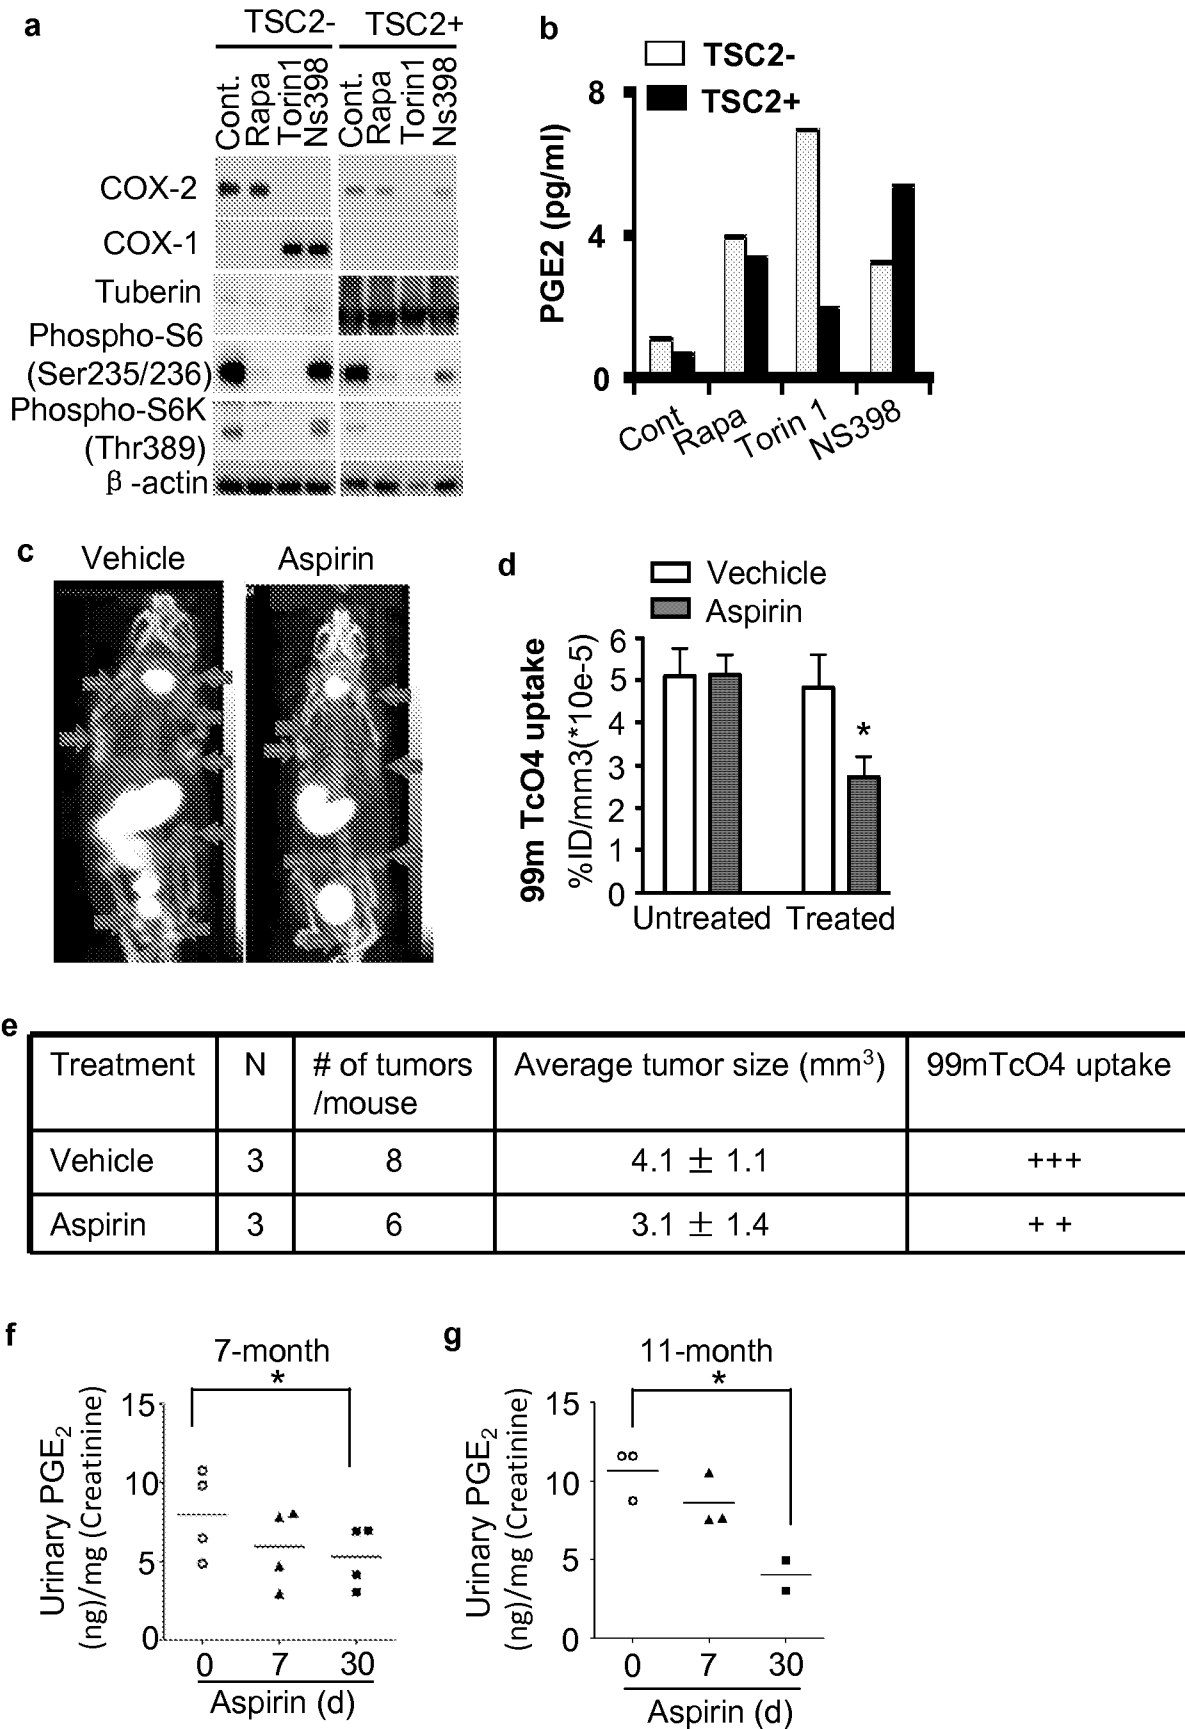 a
TSC2- TSC2+
Cont. Rapa Torin1 Ns398 Cont. Rapa Torin1 Ns398
COX-2
COX-1
Tuberin
Phospho-S6
(Ser235/236)
Phospho-S6K
(Thr389)
β -actin
b
TSC2-
TSC2+
PGE2 (pg/ml)
8
4
0
Cont Rapa Torin 1 NS398
c
Vehicle Aspirin
d
Vechicle
Aspirin
99m TcO4 uptake
%ID/mm3(*10e-5)
6
5
4
3
2
1
0
*
Untreated Treated
e
Treatment N # of tumors Average tumor size (mm³) 99mTcO4 uptake
/mouse
Vehicle 3 8 4.1 ± 1.1 +++
Aspirin 3 6 3.1 ± 1.4 + +
f
7-month
*
Urinary PGE₂
(ng)/mg (Creatinine)
15
10
5
0
0 7 30
Aspirin (d)
g
11-month
*
Urinary PGE₂
(ng)/mg (Creatinine)
15
10
5
0
0 7 30
Aspirin (d)